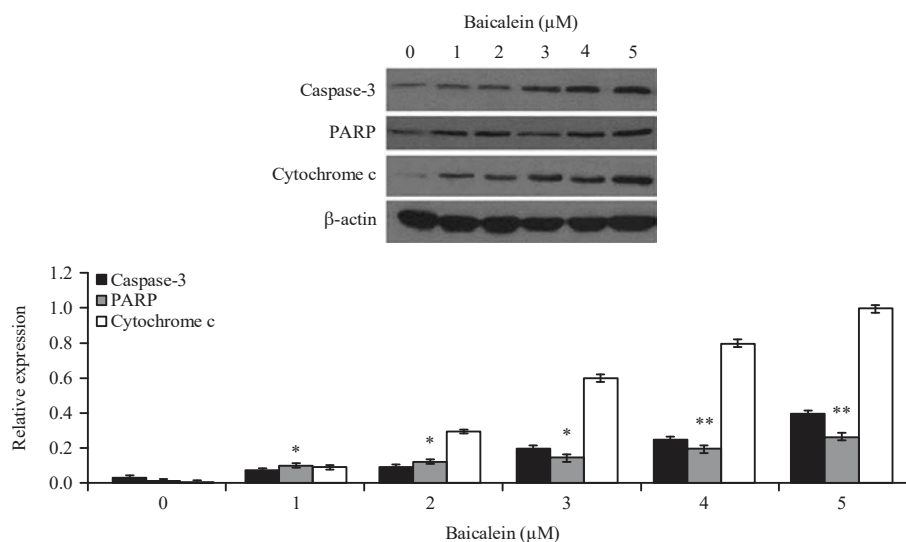 Baicalein (µM)
0 1 2 3 4 5
Caspase-3
PARP
Cytochrome c
β-actin
1.2
1.0
0.8
0.6
0.4
0.2
0.0
Relative expression
Caspase-3
PARP
Cytochrome c
* * * ** **
0 1 2 3 4 5
Baicalein (µM)